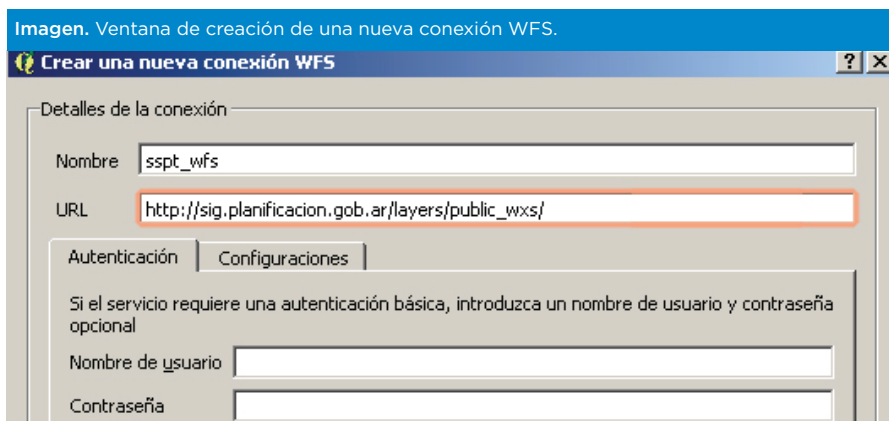 Imagen. Ventana de creación de una nueva conexión WFS.
Crear una nueva conexión WFS
Detalles de la conexión
Nombre sspt_wfs
URL http://sig.planificacion.gob.ar/layers/public_wxs/
Autenticación Configuraciones
Si el servicio requiere una autenticación básica, introduzca un nombre de usuario y contraseña
opcional
Nombre de usuario
Contraseña